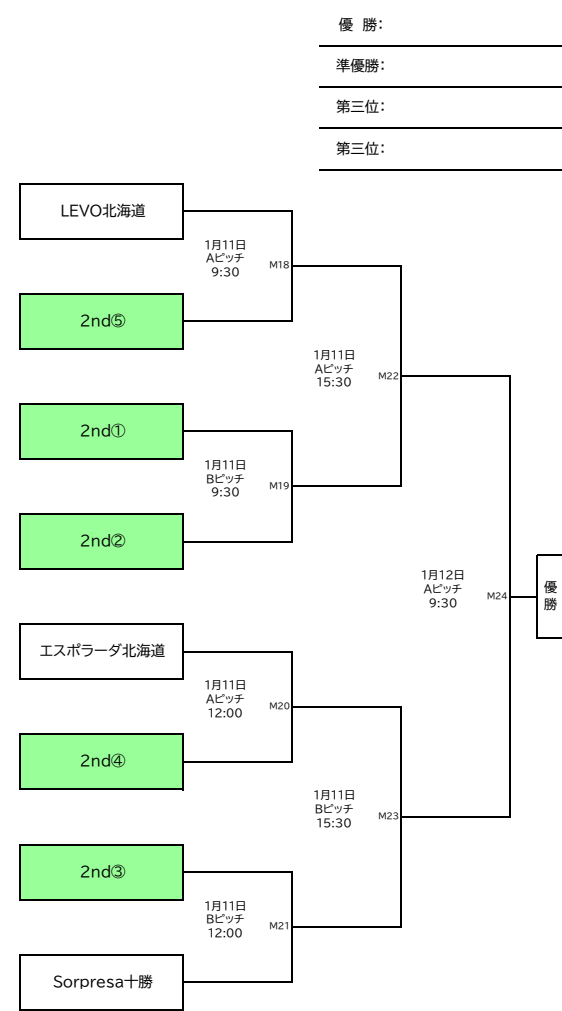 優 勝：
準優勝：
第三位：
第三位：
LEVO北海道
1月11日
Aピッチ
9:30
M18
2nd⑤
1月11日
Aピッチ
15:30
M22
2nd①
1月11日
Bピッチ
9:30
M19
2nd②
1月12日
Aピッチ
9:30
M24
優
勝
エスポラーダ北海道
1月11日
Aピッチ
12:00
M20
2nd④
1月11日
Bピッチ
15:30
M23
2nd③
1月11日
Bピッチ
12:00
M21
Sorpresa十勝